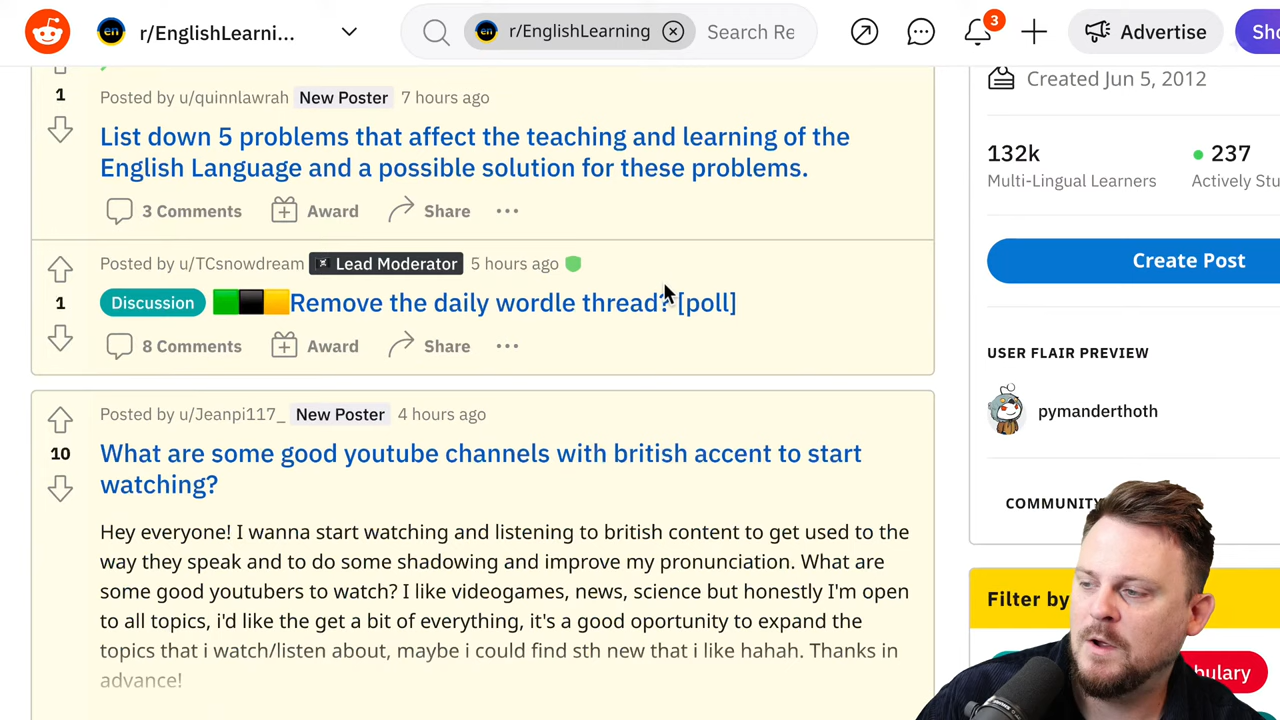 r/EnglishLearni...
en
r/EnglishLearning
Search Re
3
Advertise
Sho
1
Posted by u/quinnlawrah New Poster 7 hours ago
List down 5 problems that affect the teaching and learning of the
English Language and a possible solution for these problems.
3 Comments Award Share
Posted by u/TCsnowdream Lead Moderator 5 hours ago
1
Discussion Remove the daily wordle thread? [poll]
8 Comments Award Share
Posted by u/Jeanpi117_ New Poster 4 hours ago
10
What are some good youtube channels with british accent to start
watching?
Hey everyone! I wanna start watching and listening to british content to get used to the
way they speak and to do some shadowing and improve my pronunciation. What are
some good youtubers to watch? I like videogames, news, science but honestly I'm open
to all topics, i'd like the get a bit of everything, it's a good oportunity to expand the
topics that i watch/listen about, maybe i could find sth new that i like hahah. Thanks in
advance!
Created Jun 5, 2012
132k 237
Multi-Lingual Learners Actively Stu
Create Post
USER FLAIR PREVIEW
pymanderthoth
COMMUNITY
Filter by
bulary